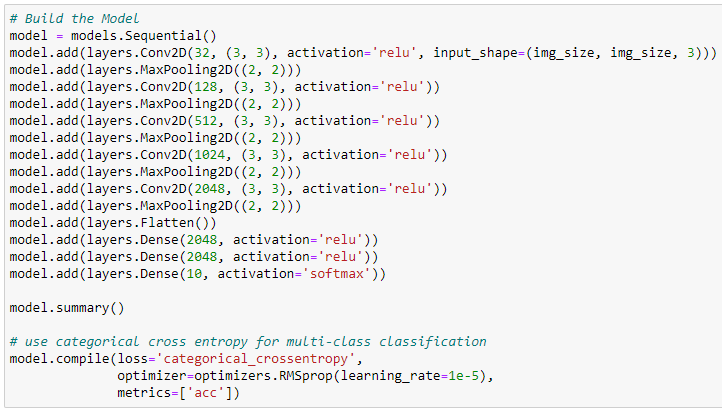 # Build the Model
model = models.Sequential()
model.add(layers.Conv2D(32, (3, 3), activation='relu', input_shape=(img_size, img_size, 3)))
model.add(layers.MaxPooling2D((2, 2)))
model.add(layers.Conv2D(128, (3, 3), activation='relu'))
model.add(layers.MaxPooling2D((2, 2)))
model.add(layers.Conv2D(512, (3, 3), activation='relu'))
model.add(layers.MaxPooling2D((2, 2)))
model.add(layers.Conv2D(1024, (3, 3), activation='relu'))
model.add(layers.MaxPooling2D((2, 2)))
model.add(layers.Conv2D(2048, (3, 3), activation='relu'))
model.add(layers.MaxPooling2D((2, 2)))
model.add(layers.Flatten())
model.add(layers.Dense(2048, activation='relu'))
model.add(layers.Dense(2048, activation='relu'))
model.add(layers.Dense(10, activation='softmax'))

model.summary()

# use categorical cross entropy for multi-class classification
model.compile(loss='categorical_crossentropy',
              optimizer=optimizers.RMSprop(learning_rate=1e-5),
              metrics=['acc'])